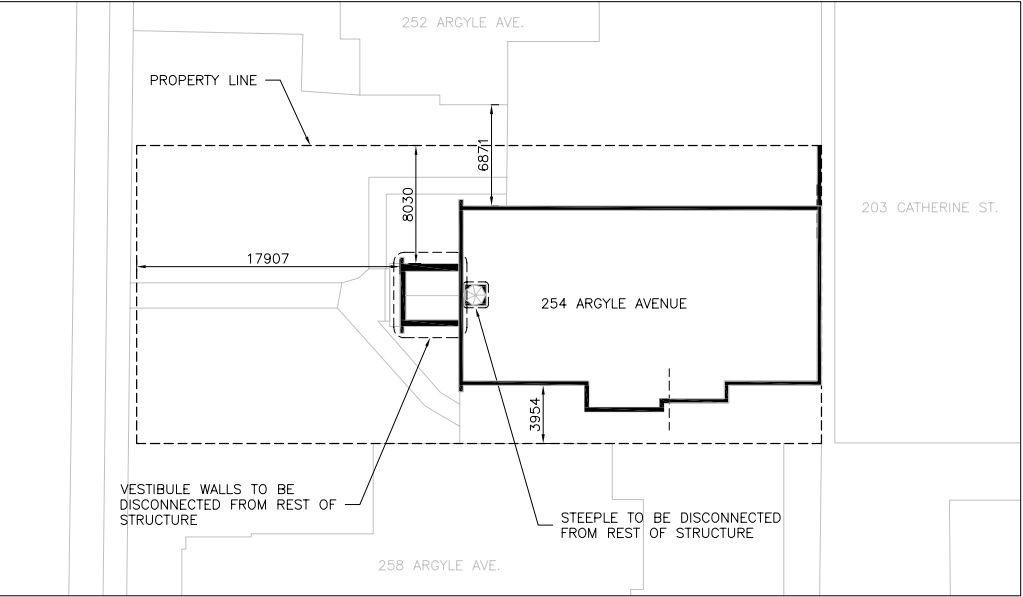 252 ARGYLE AVE.
PROPERTY LINE
6871
8030
203 CATHERINE ST.
17907
254 ARGYLE AVENUE
3954
VESTIBULE WALLS TO BE
DISCONNECTED FROM REST OF
STRUCTURE
STEEPLE TO BE DISCONNECTED
FROM REST OF STRUCTURE
258 ARGYLE AVE.